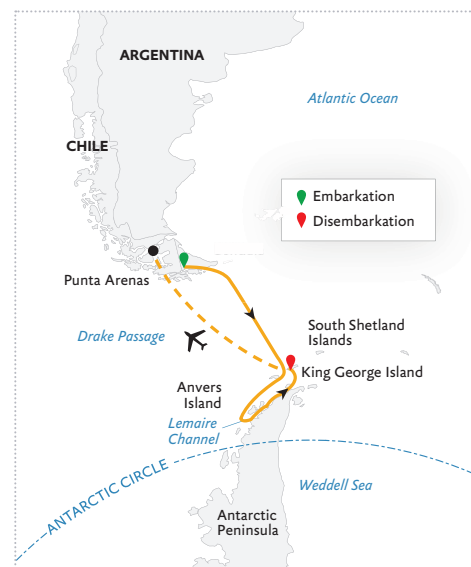 ARGENTINA
Atlantic Ocean
CHILE
Embarkation
Disembarkation
Punta Arenas
Drake Passage
South Shetland
Islands
King George Island
Anvers
Island
Lemaire
Channel
ANTARCTIC CIRCLE
Weddell Sea
Antarctic
Peninsula